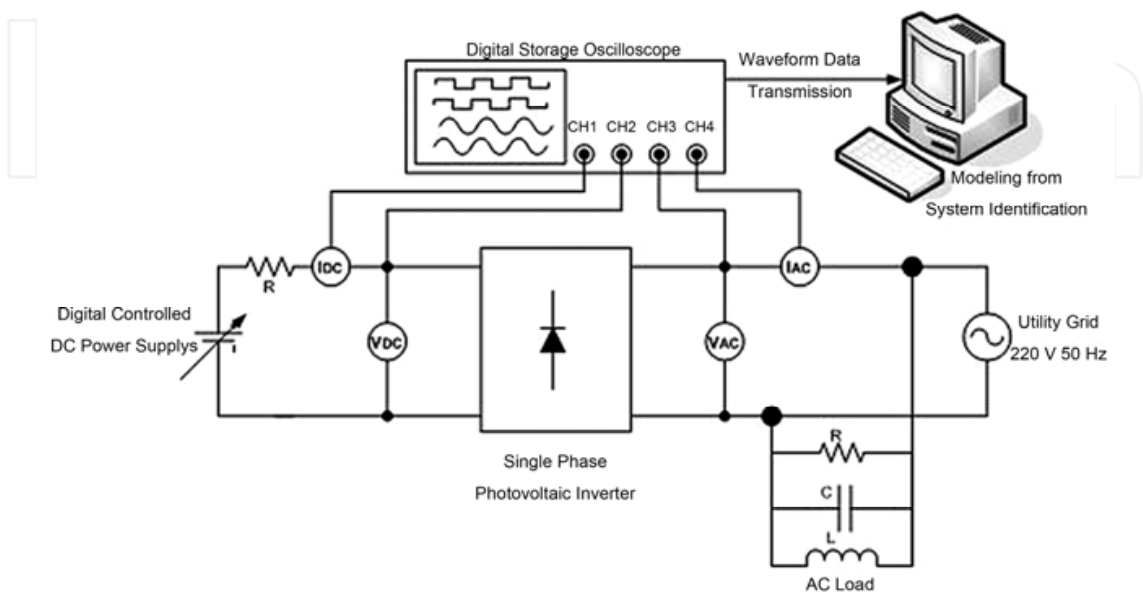 Digital Storage Oscilloscope
Waveform Data
Transmission
CH1 CH2 CH3 CH4
Modeling from
System Identification
IDC
R
IAC
Digital Controlled
DC Power Supplys
VDC
VAC
Utility Grid
220 V 50 Hz
Single Phase
Photovoltaic Inverter
R
C
L
AC Load